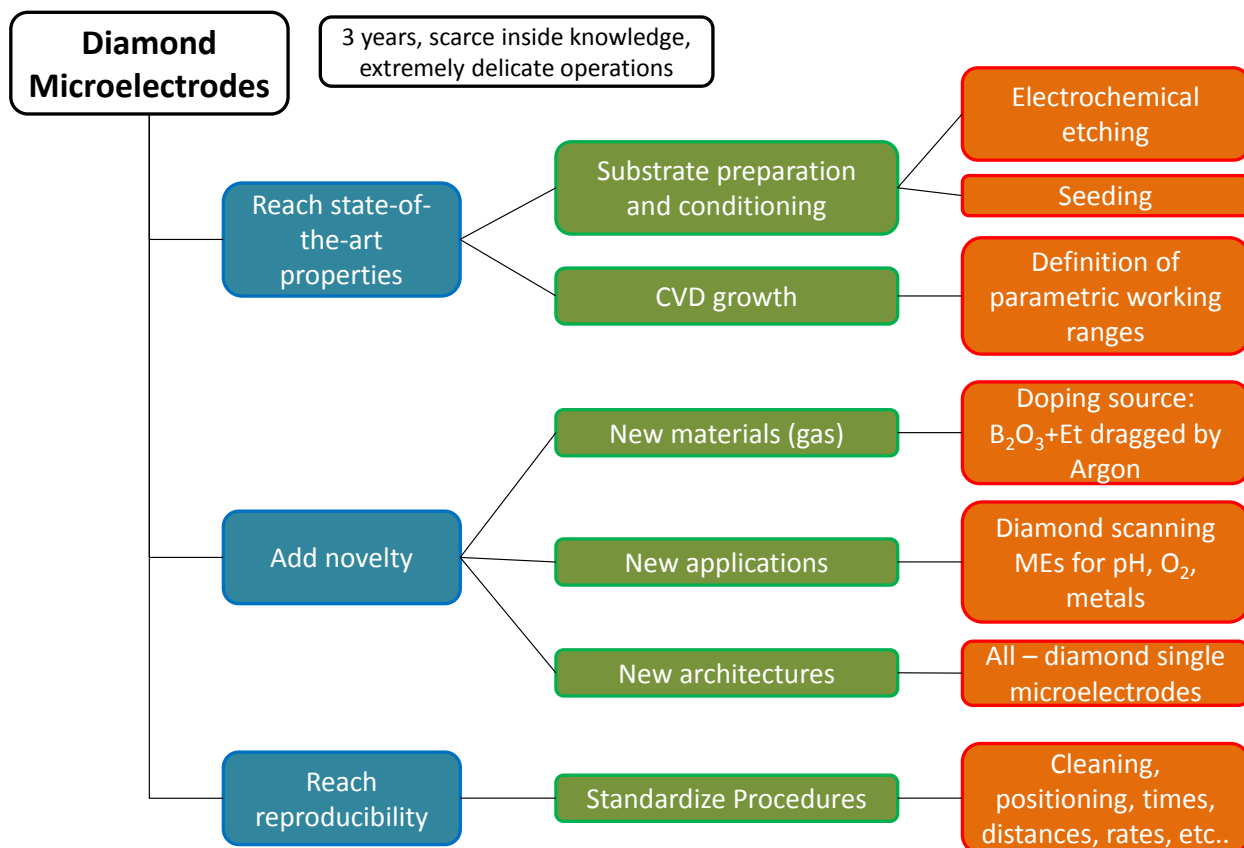 Diamond
Microelectrodes
3 years, scarce inside knowledge,
extremely delicate operations
Reach state-of-
the-art
properties
Substrate preparation
and conditioning
Electrochemical
etching
Seeding
CVD growth
Definition of
parametric working
ranges
Add novelty
New materials (gas)
Doping source:
B₂O₃+Et dragged by
Argon
New applications
Diamond scanning
MEs for pH, O₂,
metals
New architectures
All – diamond single
microelectrodes
Reach
reproducibility
Standardize Procedures
Cleaning,
positioning, times,
distances, rates, etc..